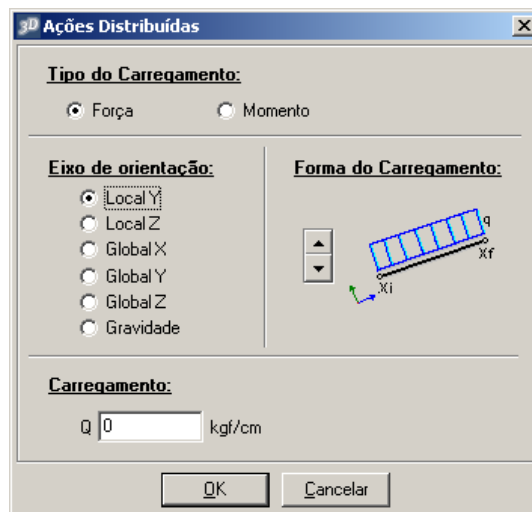 3D Ações Distribuídas
Tipo do Carregamento:
Força Momento
Eixo de orientação:
Local Y
Local Z
Global X
Global Y
Global Z
Gravidade
Forma do Carregamento:
q
Xf
Xi
Carregamento:
Q 0 kgf/cm
OK Cancelar